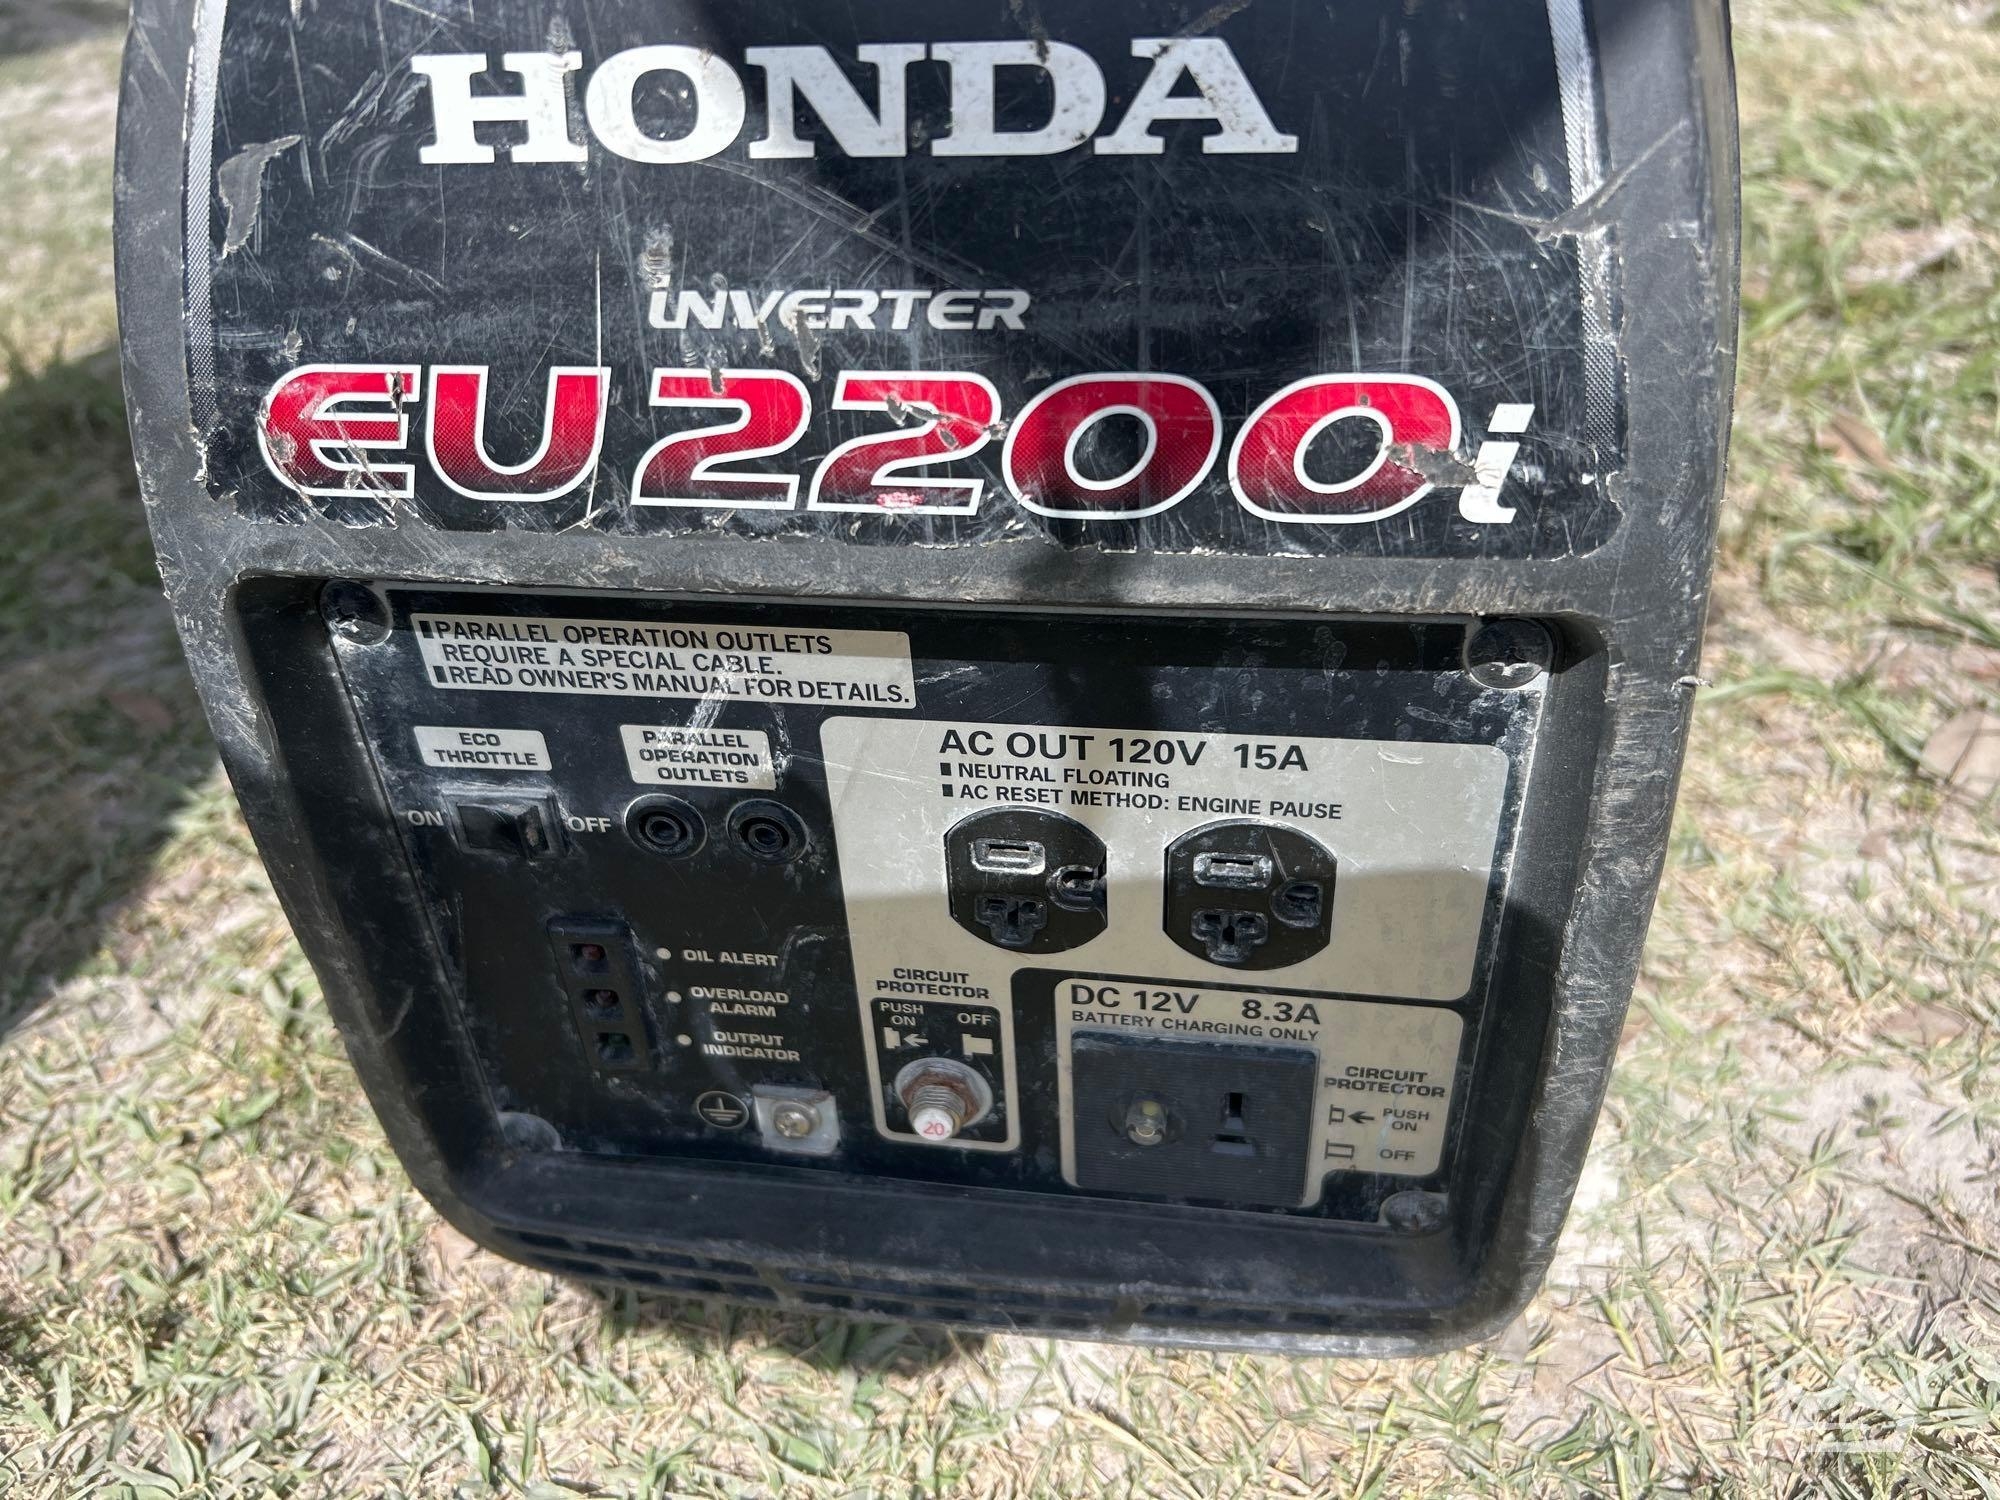 HONDA
INVERTER
EU2200i
PARALLEL OPERATION OUTLETS
REQUIRE A SPECIAL CABLE.
READ OWNER'S MANUAL FOR DETAILS.
ECO
THROTTLE
ON
OFF
PARALLEL
OPERATION
OUTLETS
AC OUT 120V 15A
NEUTRAL FLOATING
AC RESET METHOD: ENGINE PAUSE
OIL ALERT
OVERLOAD
ALARM
OUTPUT
INDICATOR
CIRCUIT
PROTECTOR
PUSH
ON
OFF
20
DC 12V 8.3A
BATTERY CHARGING ONLY
CIRCUIT
PROTECTOR
PUSH
ON
OFF